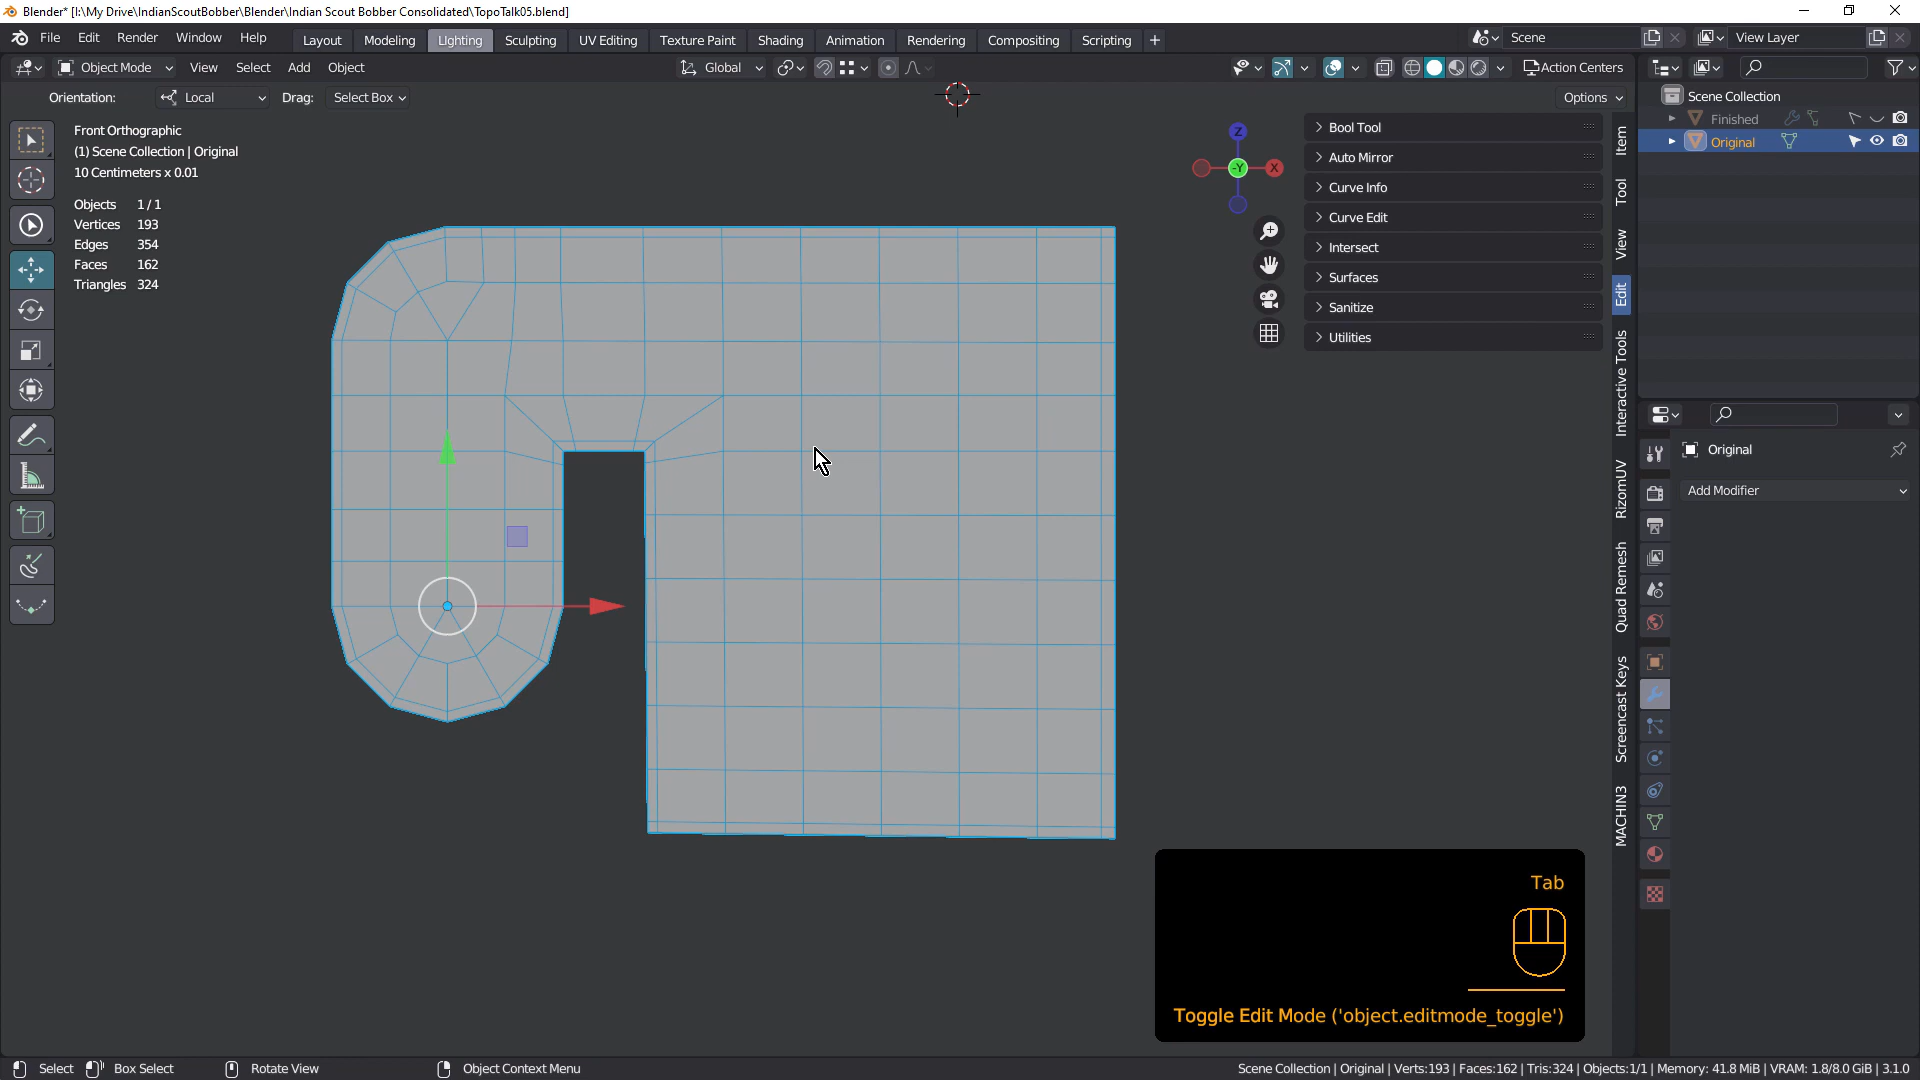 Blender* [I:\My Drive\IndianScoutBobber\Blender\Indian Scout Bobber Consolidated\TopoTalk05.blend]
File Edit Render Window Help Layout Modeling Lighting Sculpting UV Editing Texture Paint Shading Animation Rendering Compositing Scripting + Scene View Layer
Object Mode View Select Add Object Global Action Centers
Orientation: Local Drag: Select Box Options
Front Orthographic
(1) Scene Collection | Original
10 Centimeters x 0.01
Objects 1/1
Vertices 193
Edges 354
Faces 162
Triangles 324
Z
-Y
X
Bool Tool
Auto Mirror
Curve Info
Curve Edit
Intersect
Surfaces
Sanitize
Utilities
Item
Tool
View
Edit
Interactive Tools
RizomUV
Quad Remesh
Screencast Keys
MACHIN3
Scene Collection
Finished
Original
Original
Add Modifier
Tab
Toggle Edit Mode ('object.editmode_toggle')
Select Box Select Rotate View Object Context Menu
Scene Collection | Original | Verts:193 | Faces:162 | Tris:324 | Objects:1/1 | Memory: 41.8 MiB | VRAM: 1.8/8.0 GiB | 3.1.0